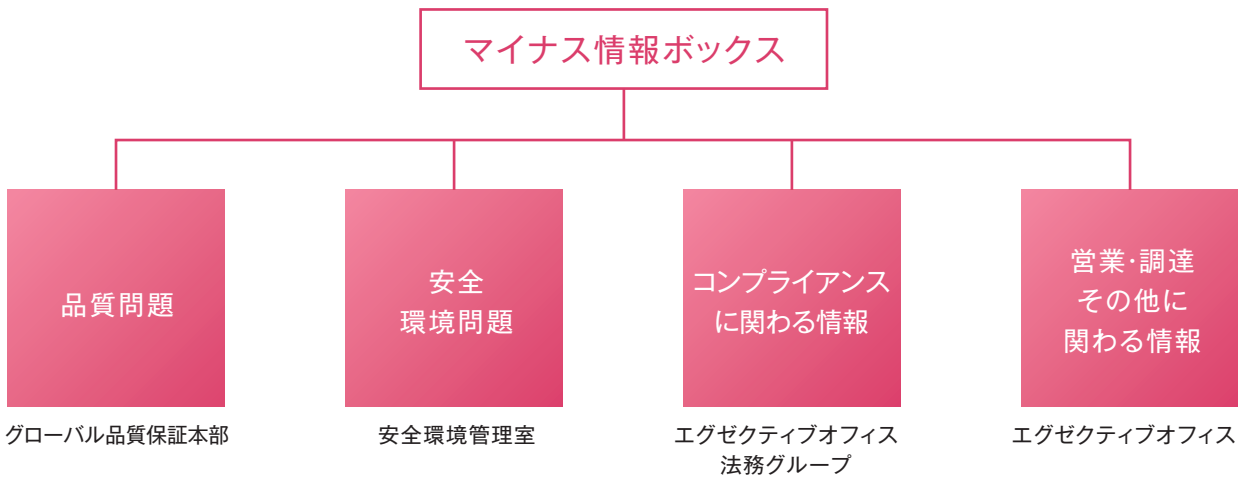 マイナス情報ボックス
品質問題
安全
環境問題
コンプライアンス
に関わる情報
営業・調達
その他に
関わる情報
グローバル品質保証本部
安全環境管理室
エグゼクティブオフィス
法務グループ
エグゼクティブオフィス